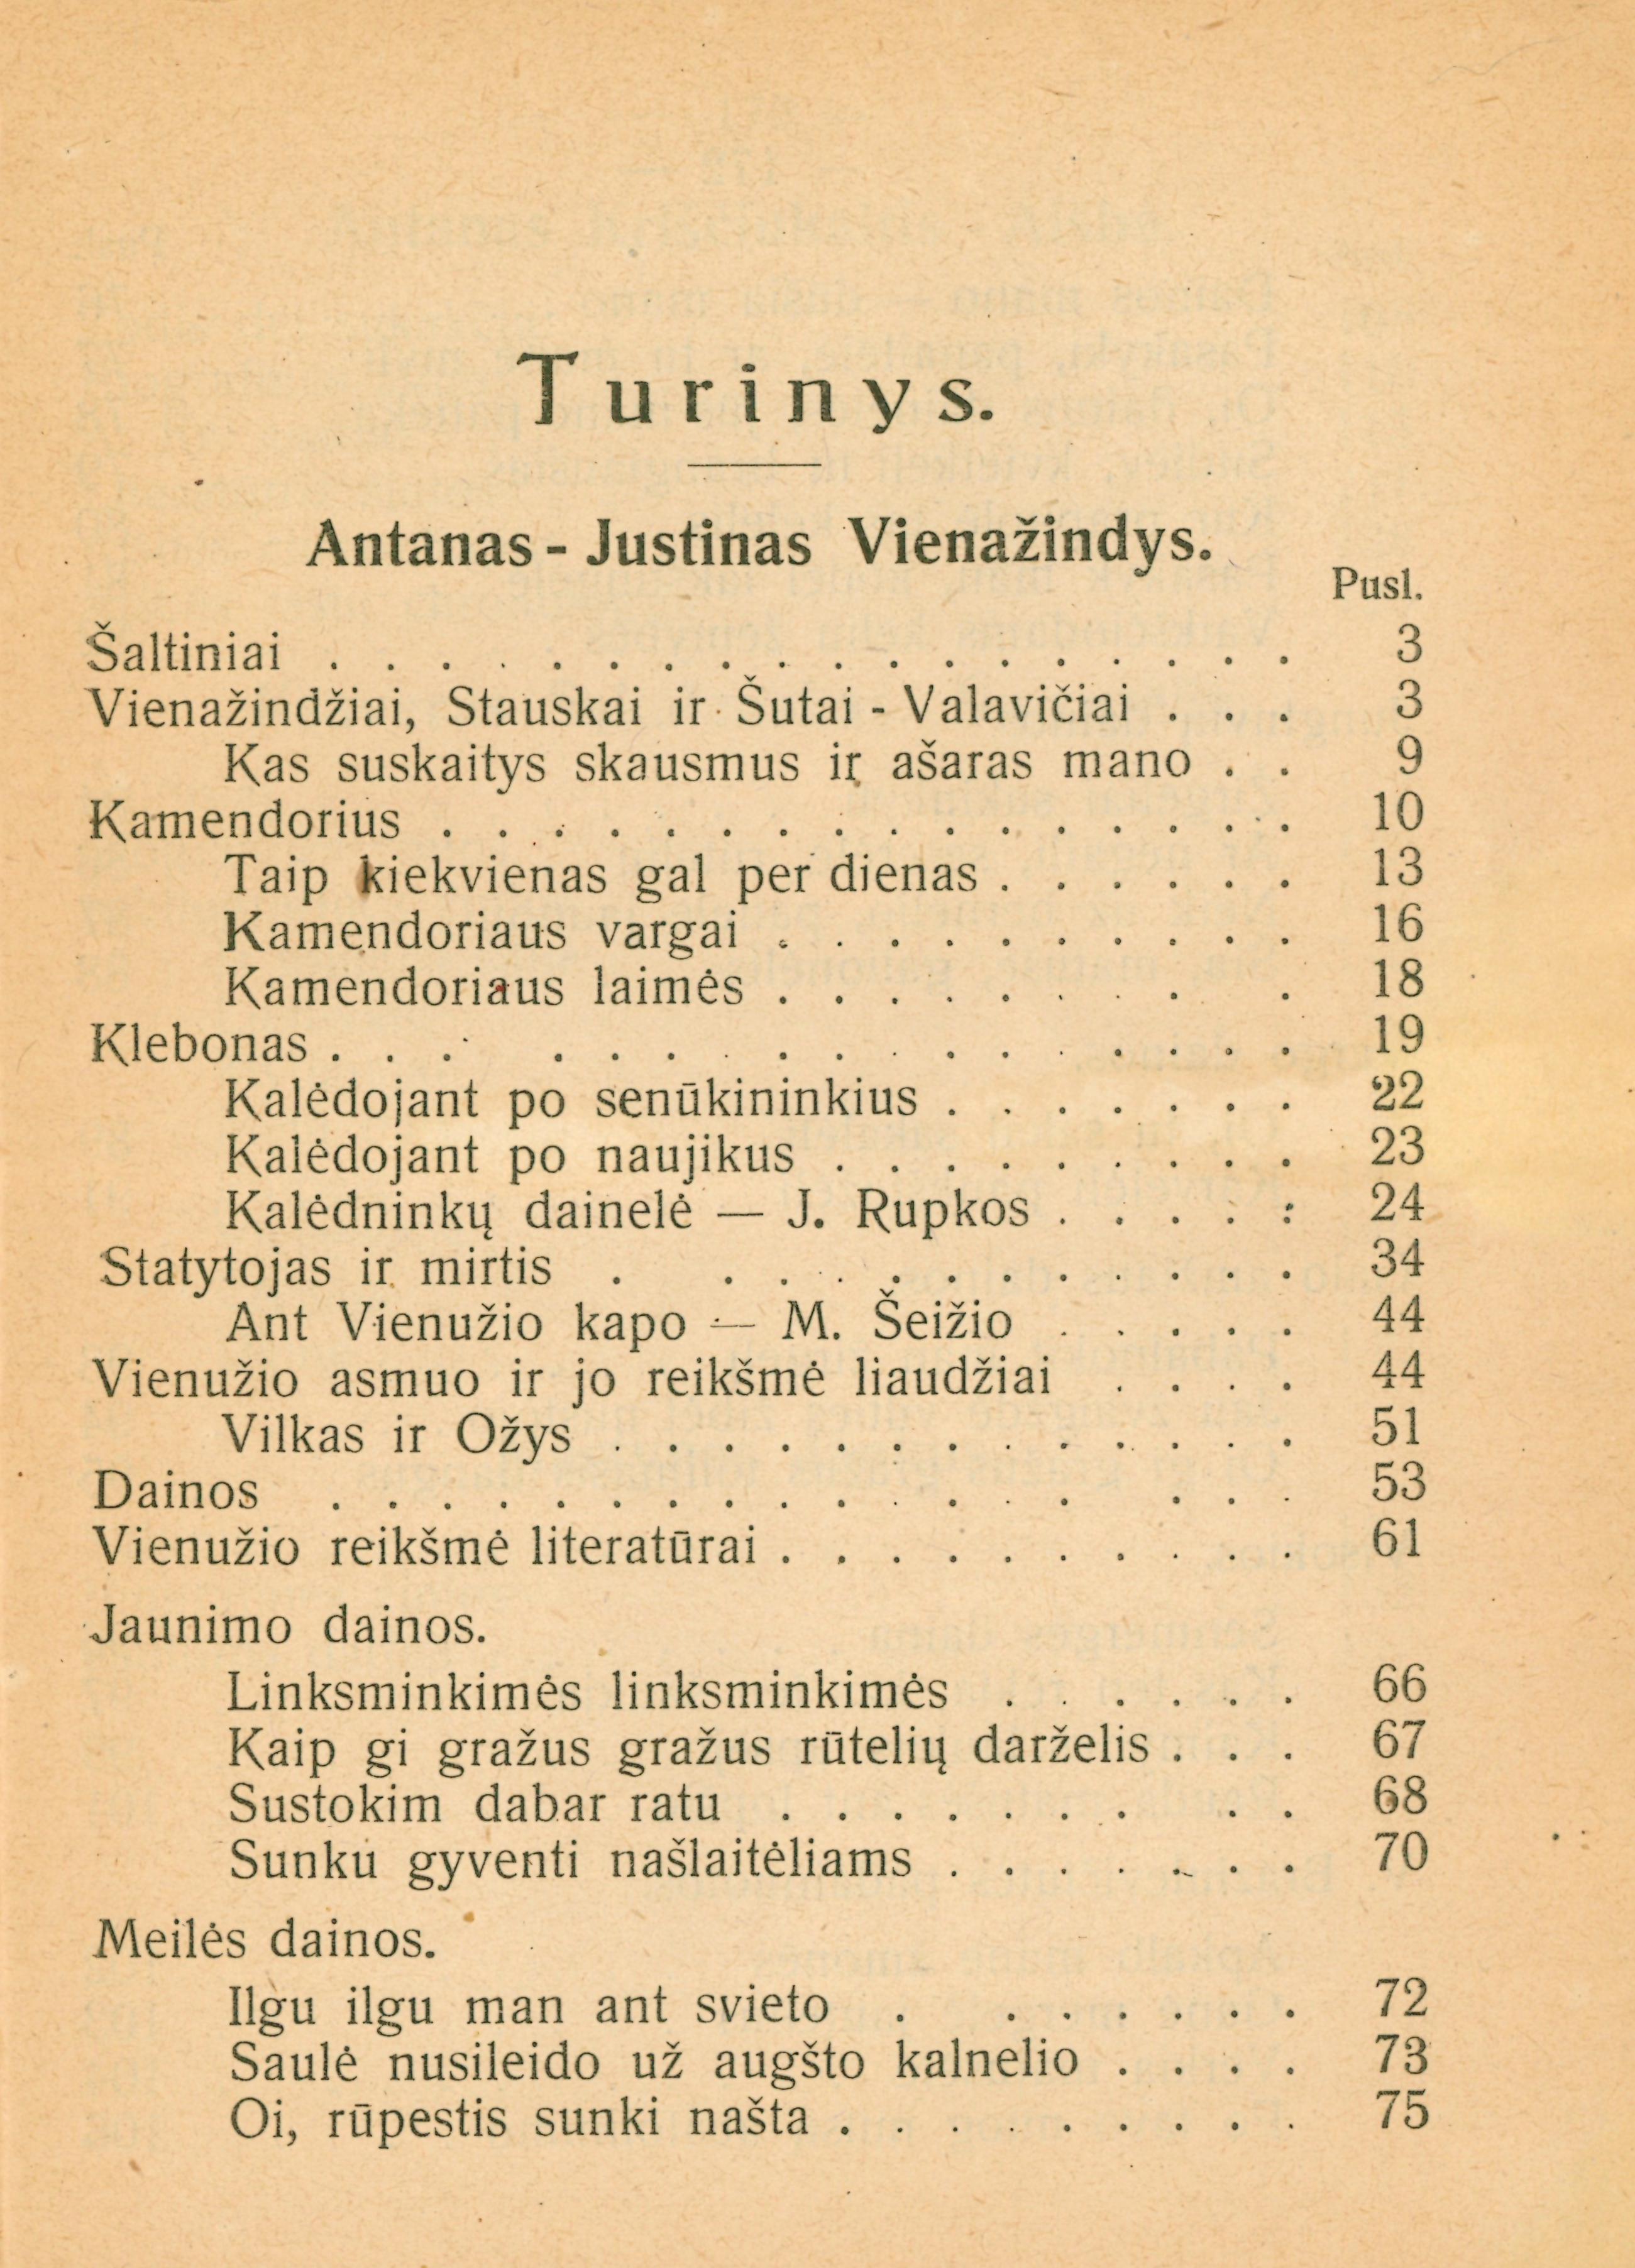 Turinys.
Antanas - Justinas Vienažindys.
Pusl.
Šaltiniai . . . . . . . . . . . . . . . . . . 3
Vienažindžiai, Stauskai ir Šutai - Valavičiai . . . 3
Kas suskaitys skausmus ir ašaras mano . . 9
Kamendorius . . . . . . . . . . . . . . . . 10
Taip kiekvienas gal per dienas . . . . . . 13
Kamendoriaus vargai . . . . . . . . . . 16
Kamendoriaus laimės . . . . . . . . . 18
Klebonas . . . . . . . . . . . . . . . . . 19
Kalėdojant po senūkininkius . . . . . . . 22
Kalėdojant po naujikus . . . . . . . . . 23
Kalėdninkų dainelė — J. Rupkos . . . . : 24
Statytojas ir mirtis . . . . . . . . . . . . 34
Ant Vienužio kapo — M. Šeižio . . . . . 44
Vienužio asmuo ir jo reikšmė liaudžiai . . . . 44
Vilkas ir Ožys . . . . . . . . . . . . . 51
Dainos . . . . . . . . . . . . . . . . . 53
Vienužio reikšmė literatūrai . . . . . . . . . . 61
Jaunimo dainos.
Linksminkimės linksminkimės . . . . . . 66
Kaip gi gražus gražus rūtelių darželis . . . 67
Sustokim dabar ratu . . . . . . . . . 68
Sunku gyventi našlaitėliams . . . . . . . 70
Meilės dainos.
Ilgu ilgu man ant svieto . . . . . . . 72
Saulė nusileido už augšto kalnelio . . . . 73
Oi, rūpestis sunki našta . . . . . . . . . 75